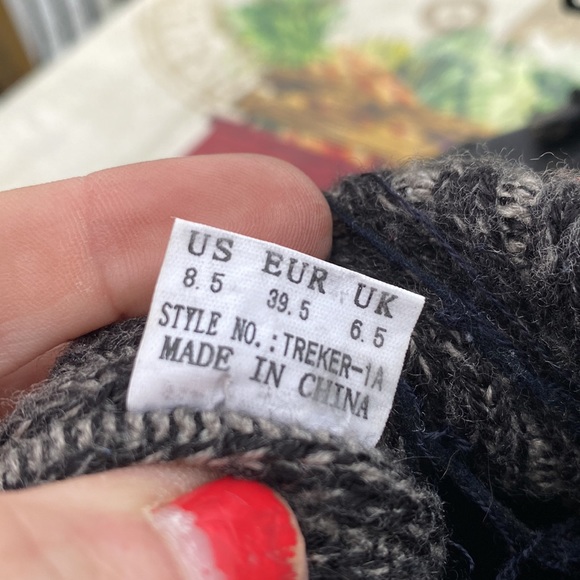 US EUR UK
8.5 39.5 6.5
STYLE NO.: TREKER-1A
MADE IN CHINA